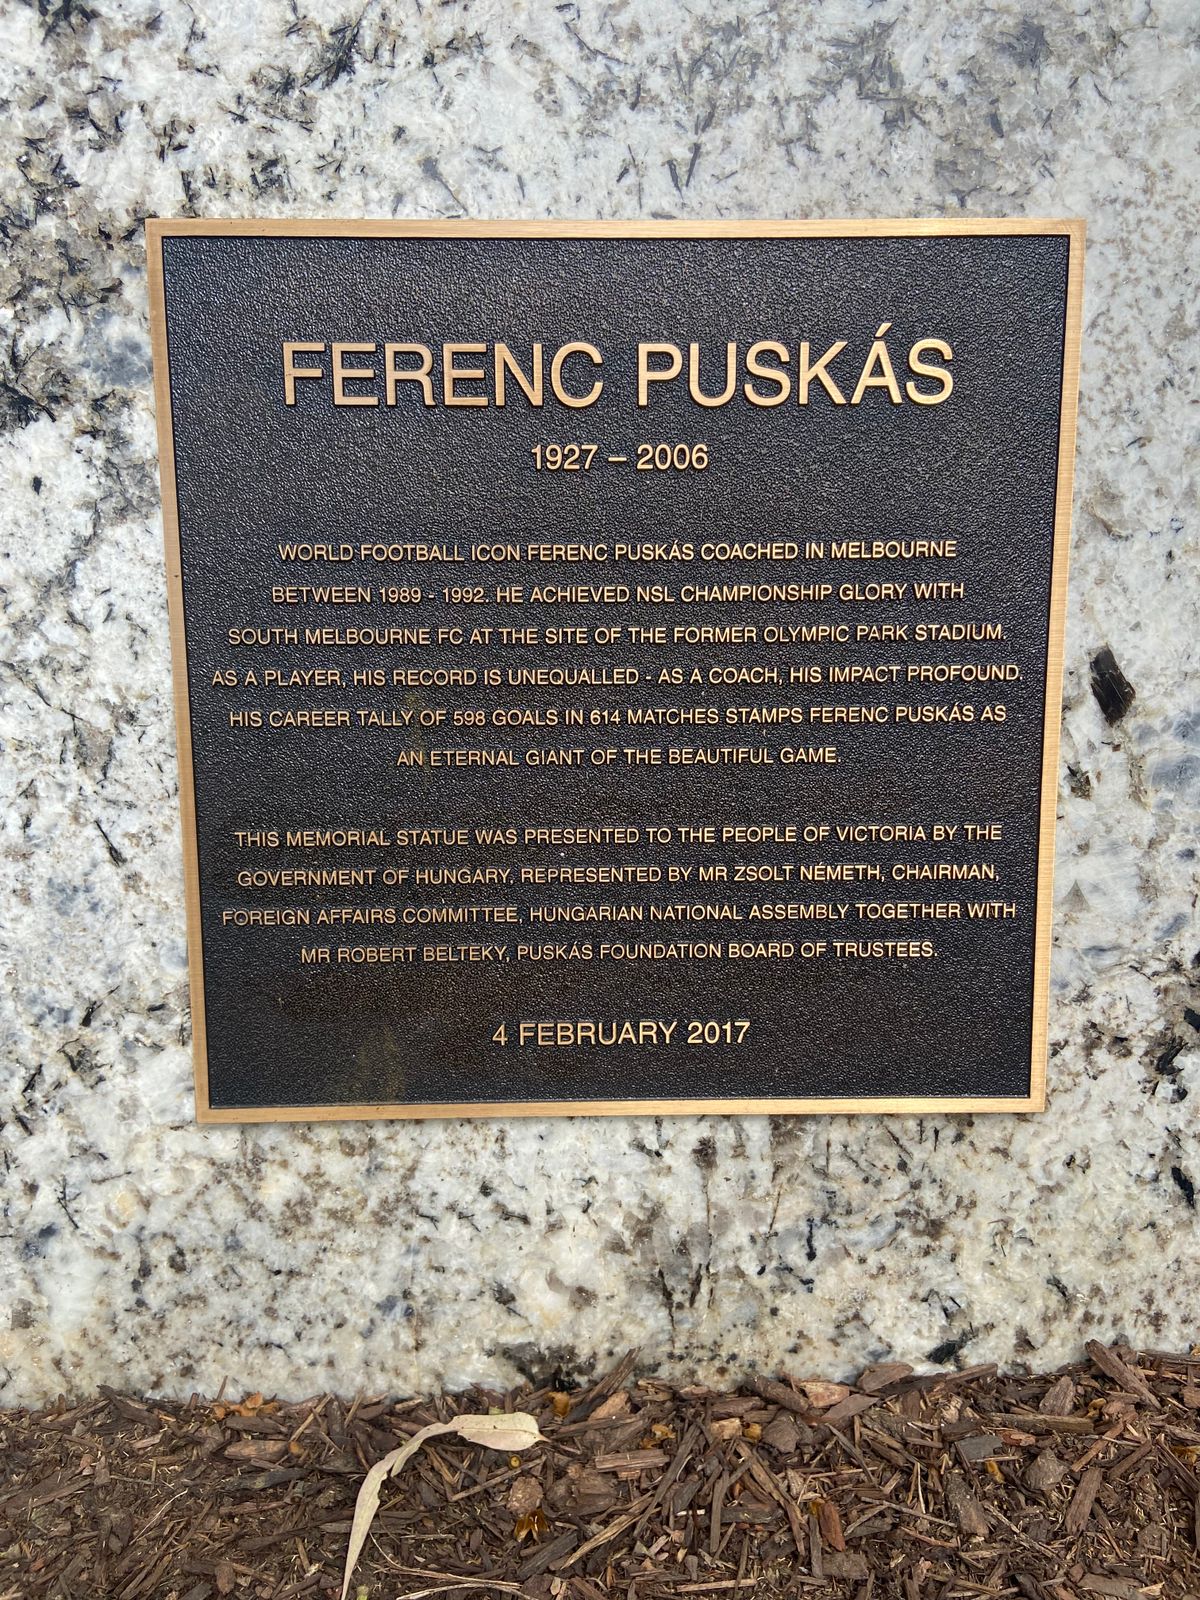 FERENC PUSKÁS
1927 – 2006
WORLD FOOTBALL ICON FERENC PUSKÁS COACHED IN MELBOURNE
BETWEEN 1989 - 1992. HE ACHIEVED NSL CHAMPIONSHIP GLORY WITH
SOUTH MELBOURNE FC AT THE SITE OF THE FORMER OLYMPIC PARK STADIUM.
AS A PLAYER, HIS RECORD IS UNEQUALLED - AS A COACH, HIS IMPACT PROFOUND.
HIS CAREER TALLY OF 598 GOALS IN 614 MATCHES STAMPS FERENC PUSKÁS AS
AN ETERNAL GIANT OF THE BEAUTIFUL GAME.
THIS MEMORIAL STATUE WAS PRESENTED TO THE PEOPLE OF VICTORIA BY THE
GOVERNMENT OF HUNGARY, REPRESENTED BY MR ZSOLT NÉMETH, CHAIRMAN,
FOREIGN AFFAIRS COMMITTEE, HUNGARIAN NATIONAL ASSEMBLY TOGETHER WITH
MR ROBERT BELTEKY, PUSKÁS FOUNDATION BOARD OF TRUSTEES.
4 FEBRUARY 2017